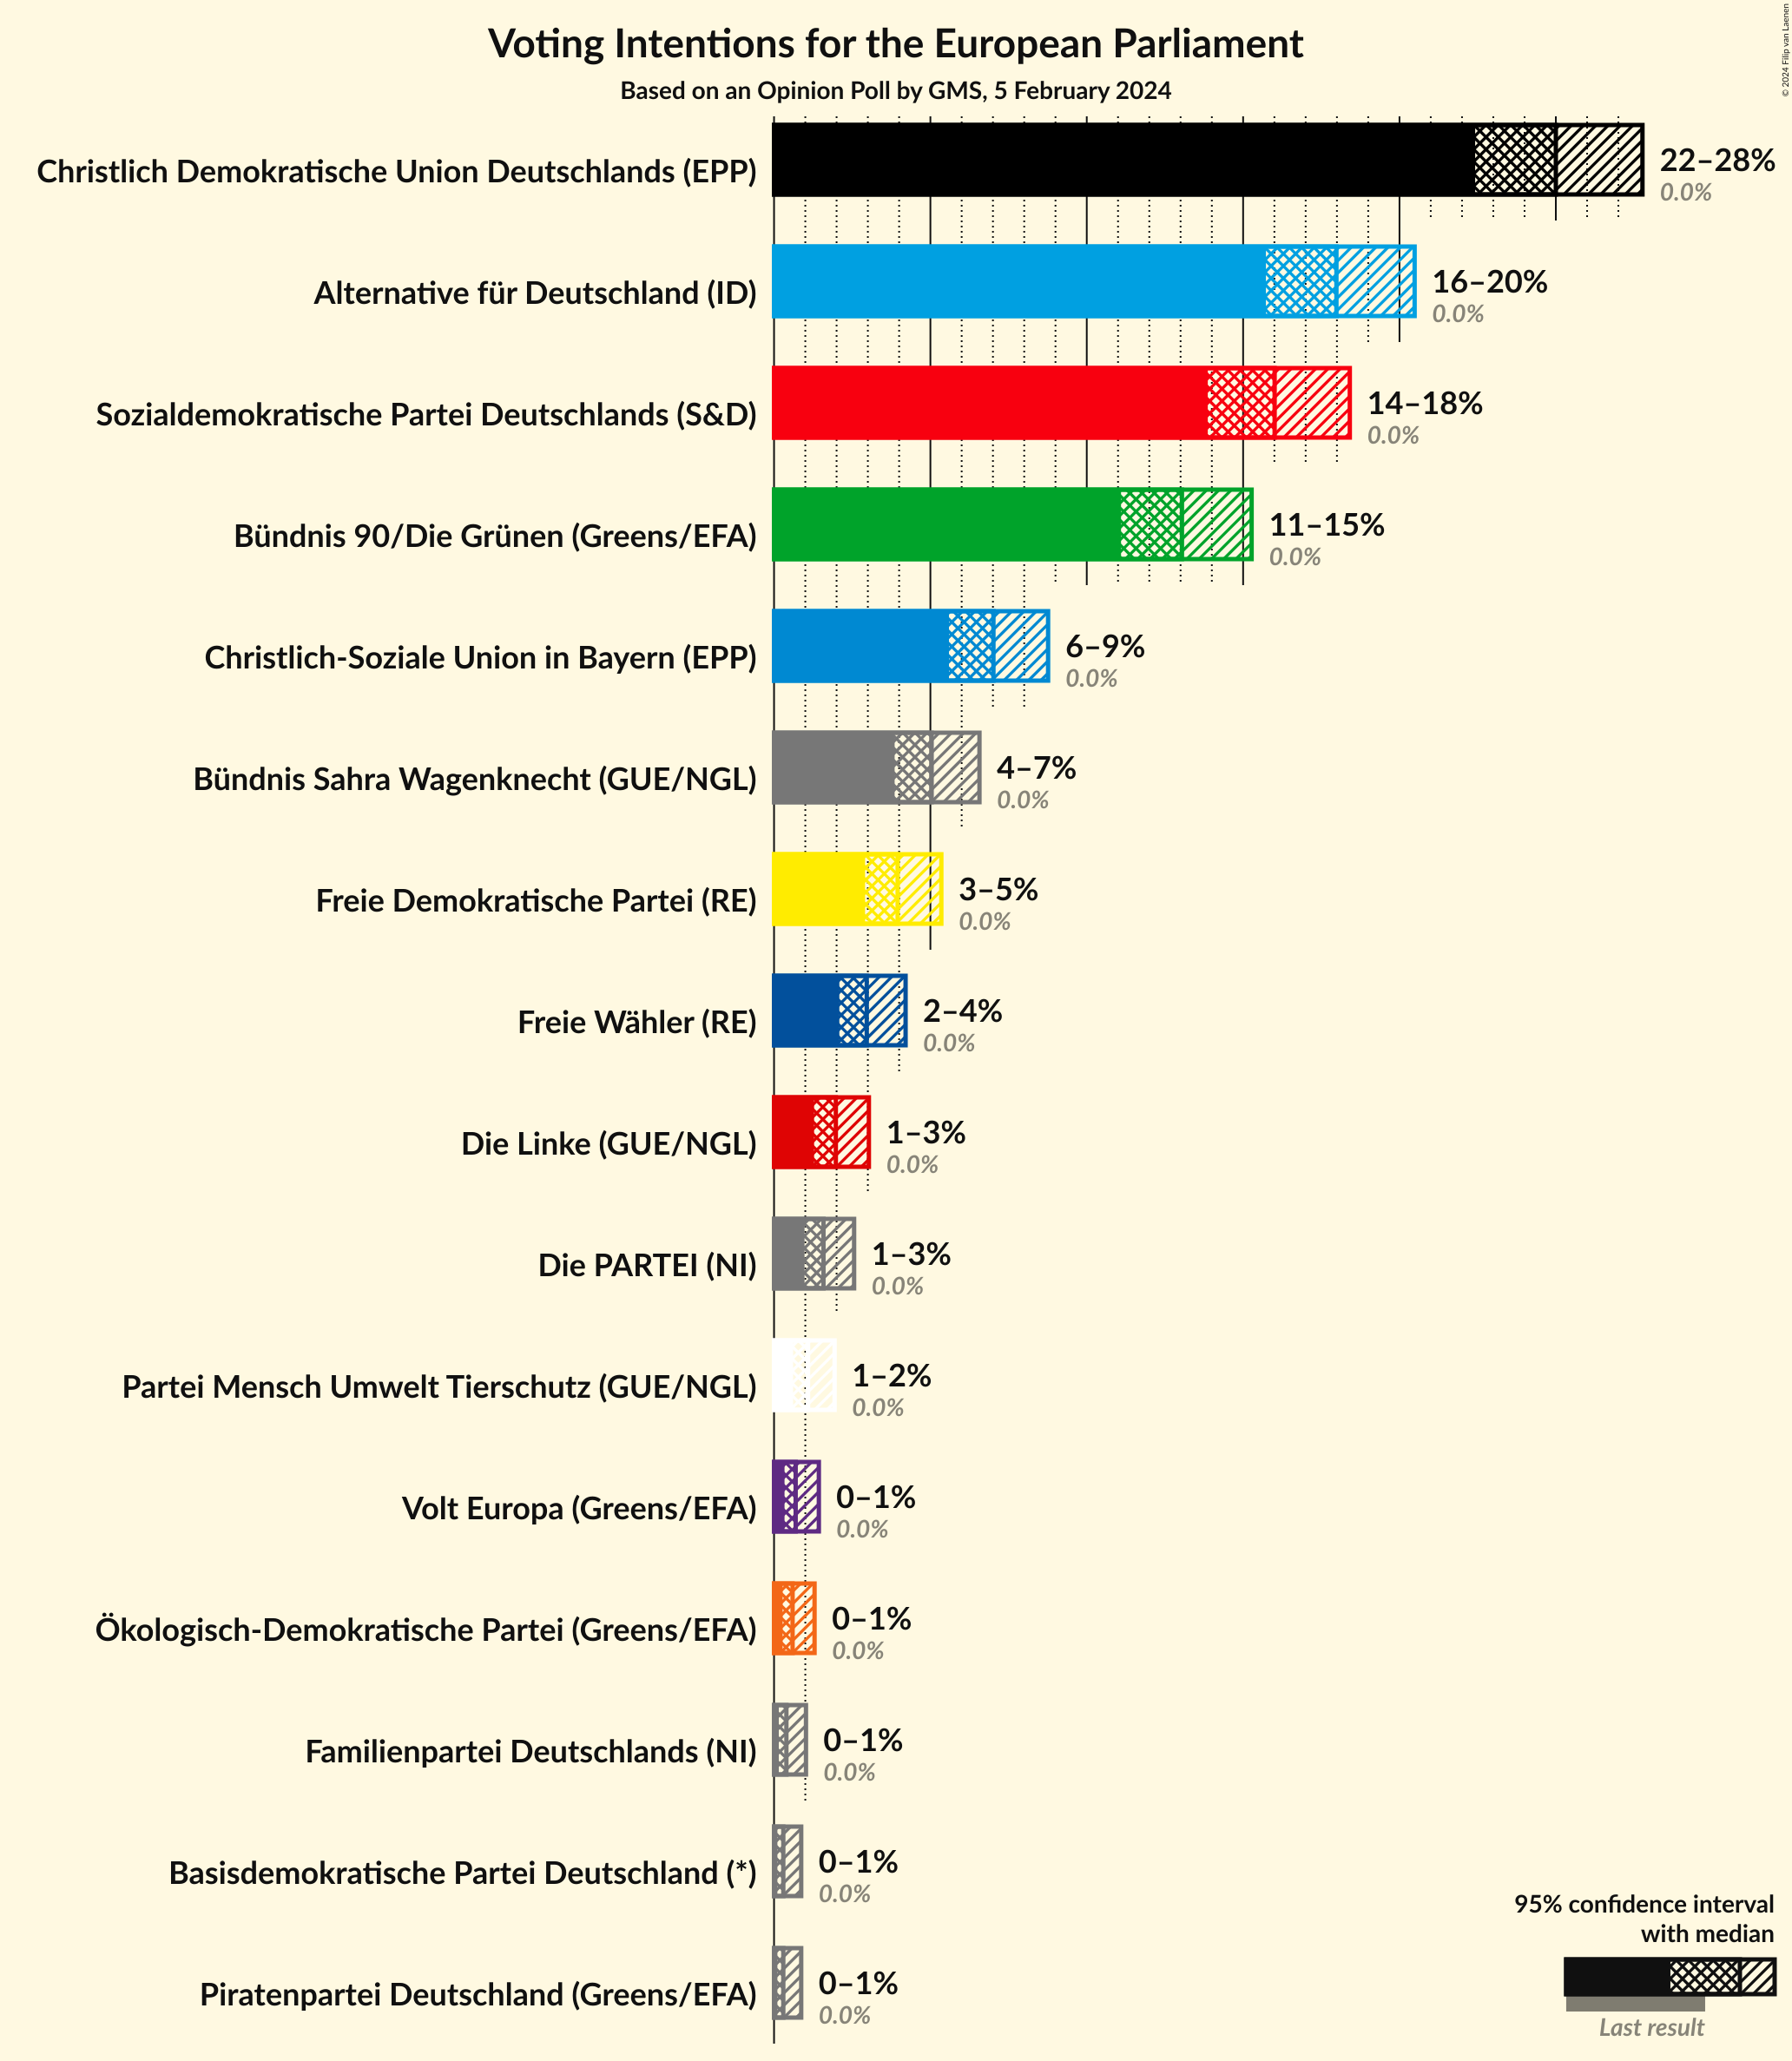 Voting Intentions for the European Parliament
Based on an Opinion Poll by GMS, 5 February 2024
© 2024 Filip van Laenen
Christlich Demokratische Union Deutschlands (EPP)
22–28%
0.0%
Alternative für Deutschland (ID)
16–20%
0.0%
Sozialdemokratische Partei Deutschlands (S&D)
14–18%
0.0%
Bündnis 90/Die Grünen (Greens/EFA)
11–15%
0.0%
Christlich-Soziale Union in Bayern (EPP)
6–9%
0.0%
Bündnis Sahra Wagenknecht (GUE/NGL)
4–7%
0.0%
Freie Demokratische Partei (RE)
3–5%
0.0%
Freie Wähler (RE)
2–4%
0.0%
Die Linke (GUE/NGL)
1–3%
0.0%
Die PARTEI (NI)
1–3%
0.0%
Partei Mensch Umwelt Tierschutz (GUE/NGL)
1–2%
0.0%
Volt Europa (Greens/EFA)
0–1%
0.0%
Ökologisch-Demokratische Partei (Greens/EFA)
0–1%
0.0%
Familienpartei Deutschlands (NI)
0–1%
0.0%
Basisdemokratische Partei Deutschland (*)
0–1%
0.0%
Piratenpartei Deutschland (Greens/EFA)
0–1%
0.0%
95% confidence interval
with median
Last result